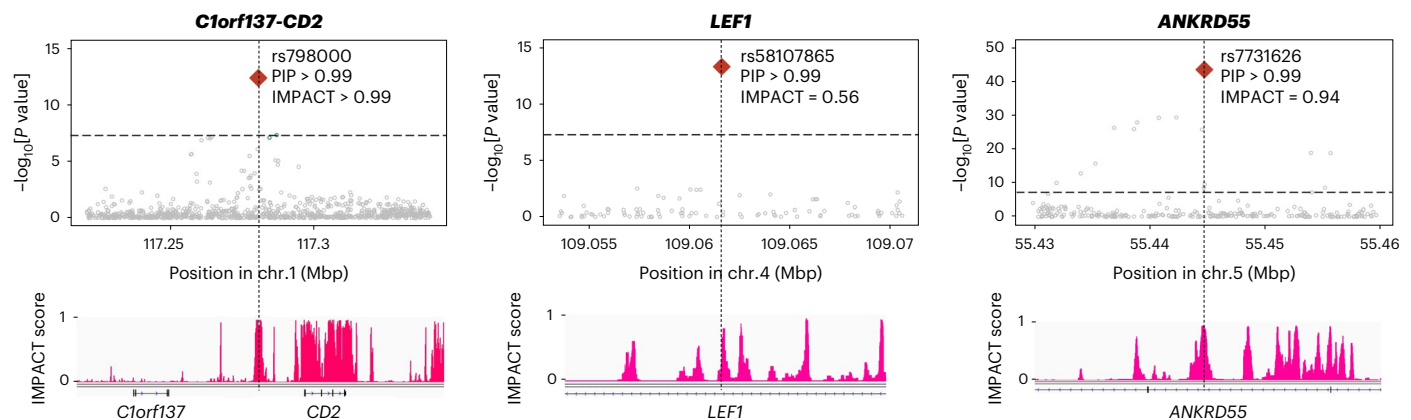 C1orf137-CD2
15
10
5
0
–log10[P value]
rs798000
PIP > 0.99
IMPACT > 0.99
117.25 117.3
Position in chr.1 (Mbp)
IMPACT score
1
0
C1orf137 CD2
LEF1
15
10
5
0
–log10[P value]
rs58107865
PIP > 0.99
IMPACT = 0.56
109.055 109.06 109.065 109.07
Position in chr.4 (Mbp)
IMPACT score
1
0
LEF1
ANKRD55
50
40
30
20
10
0
–log10[P value]
rs7731626
PIP > 0.99
IMPACT = 0.94
55.43 55.44 55.45 55.46
Position in chr.5 (Mbp)
IMPACT score
1
0
ANKRD55